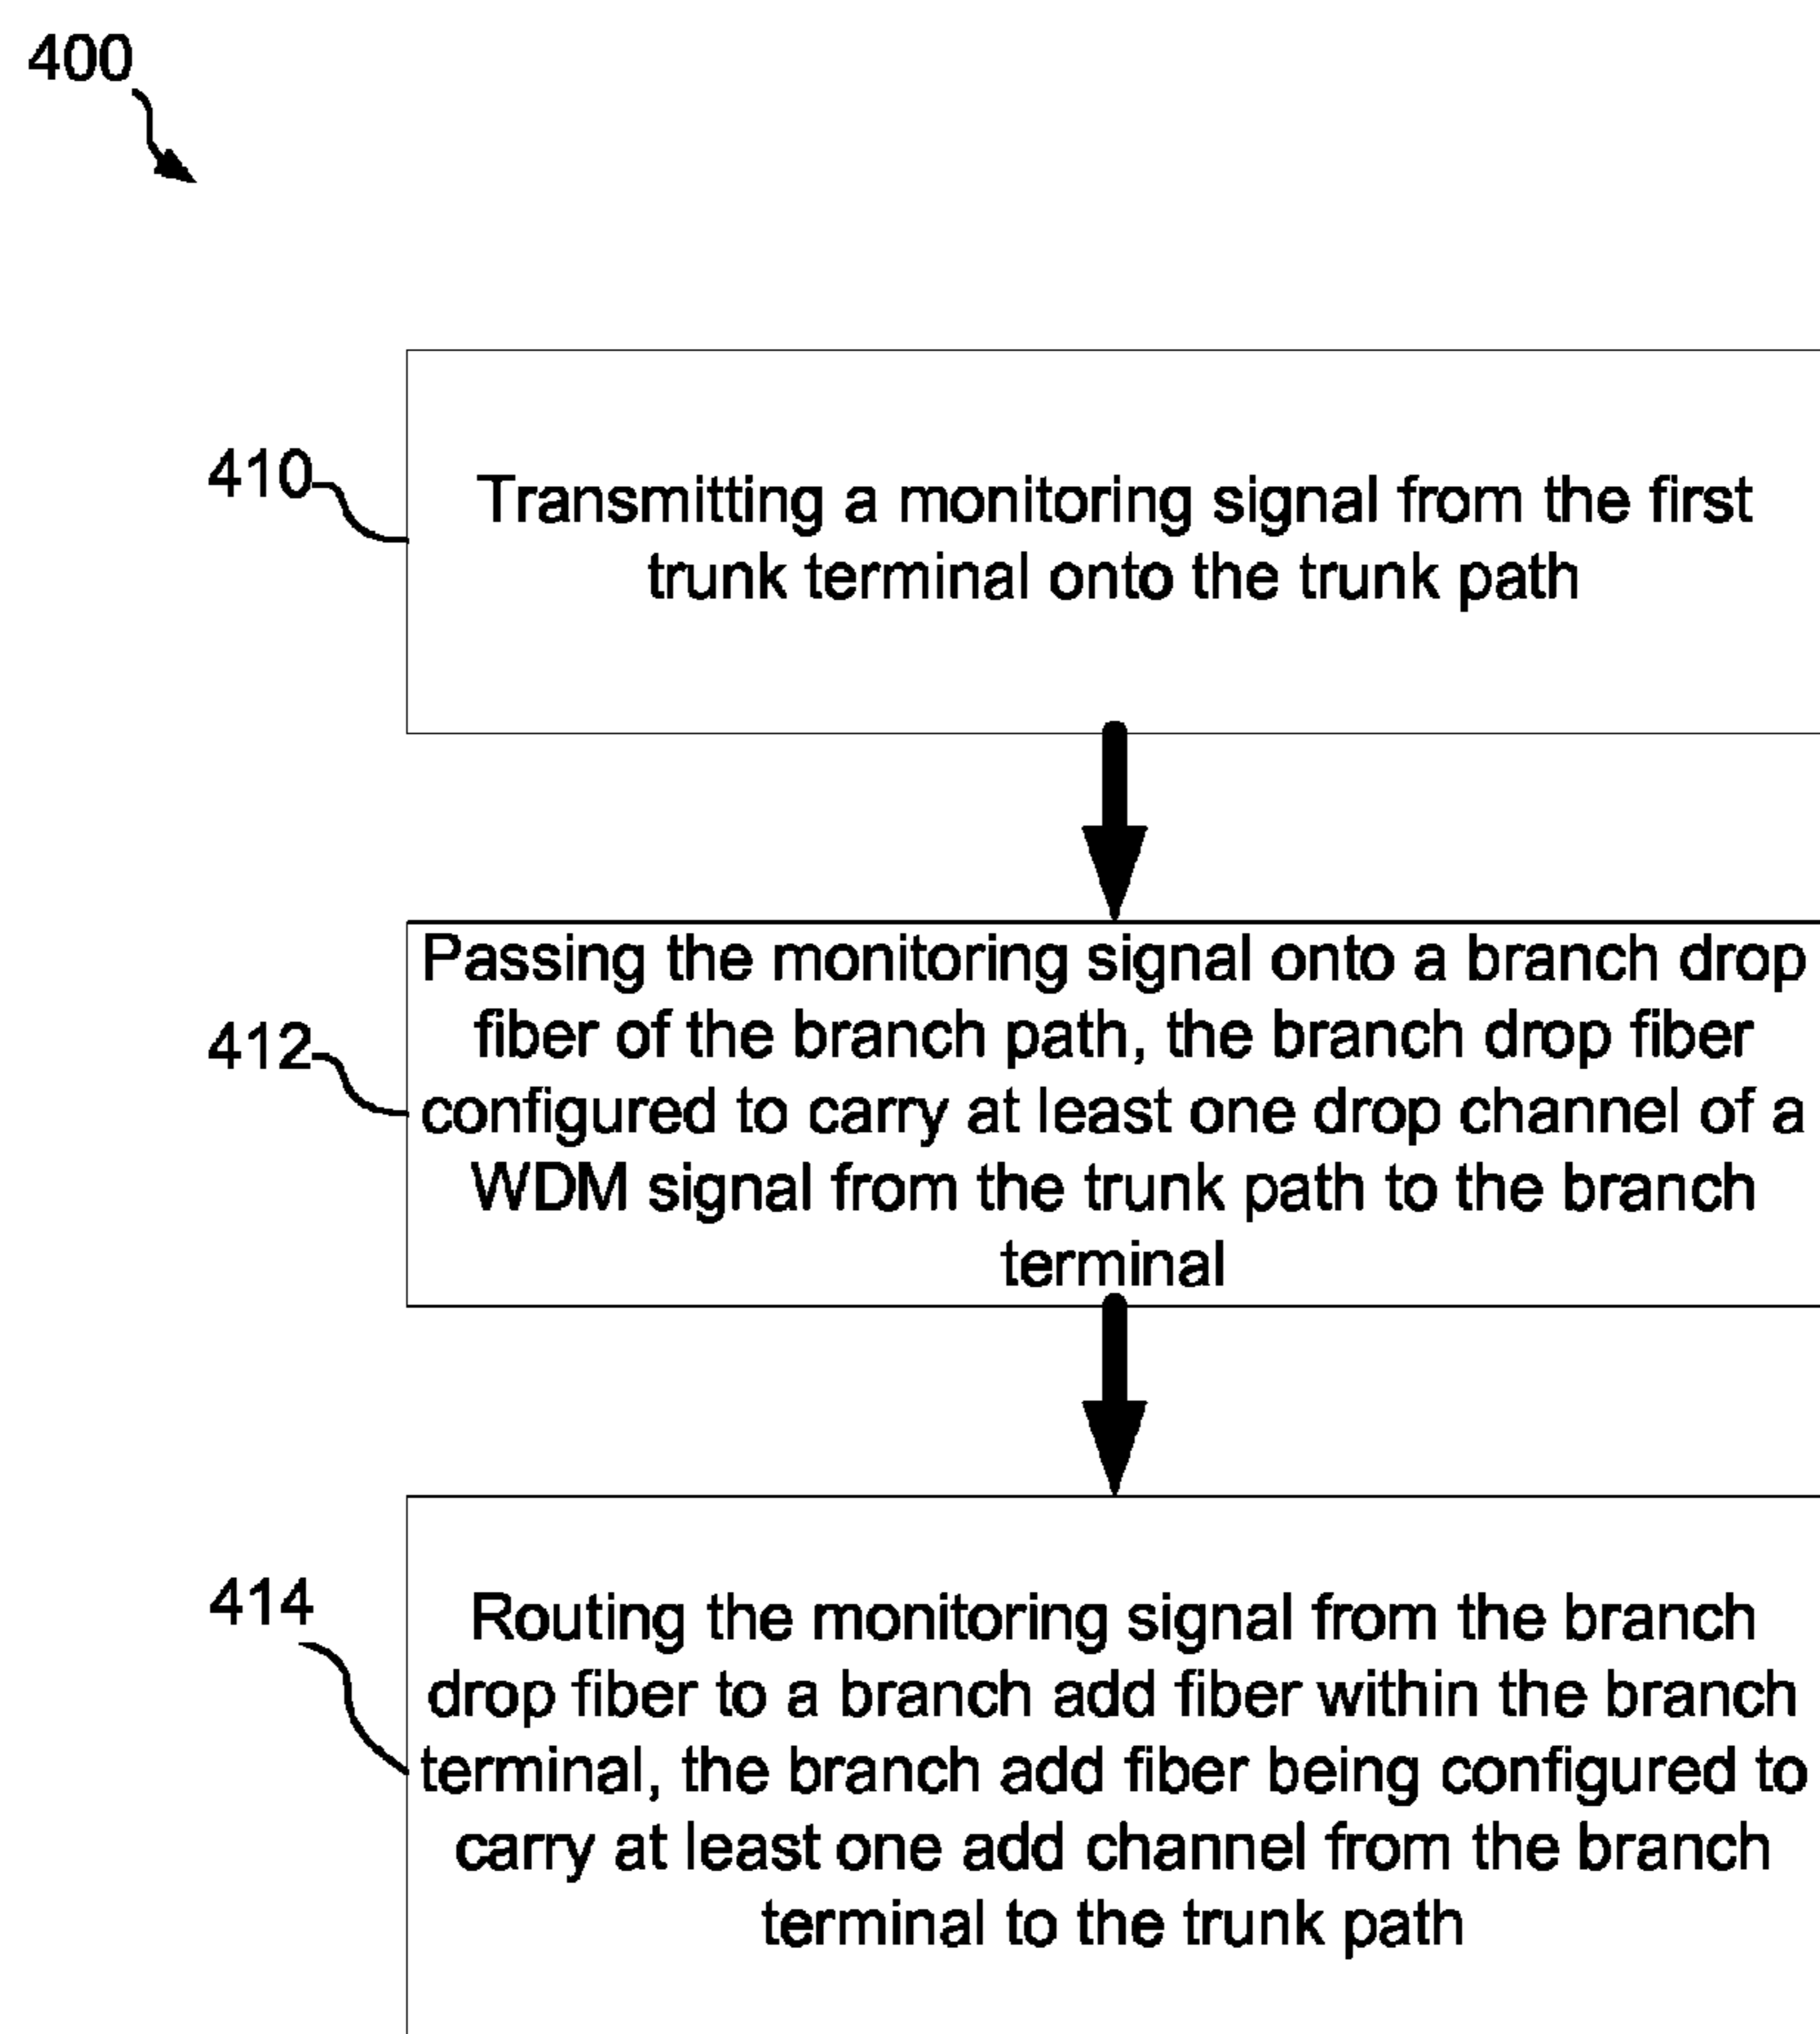 400
410
Transmitting a monitoring signal from the first
trunk terminal onto the trunk path
412
Passing the monitoring signal onto a branch drop
fiber of the branch path, the branch drop fiber
configured to carry at least one drop channel of a
WDM signal from the trunk path to the branch
terminal
414
Routing the monitoring signal from the branch
drop fiber to a branch add fiber within the branch
terminal, the branch add fiber being configured to
carry at least one add channel from the branch
terminal to the trunk path